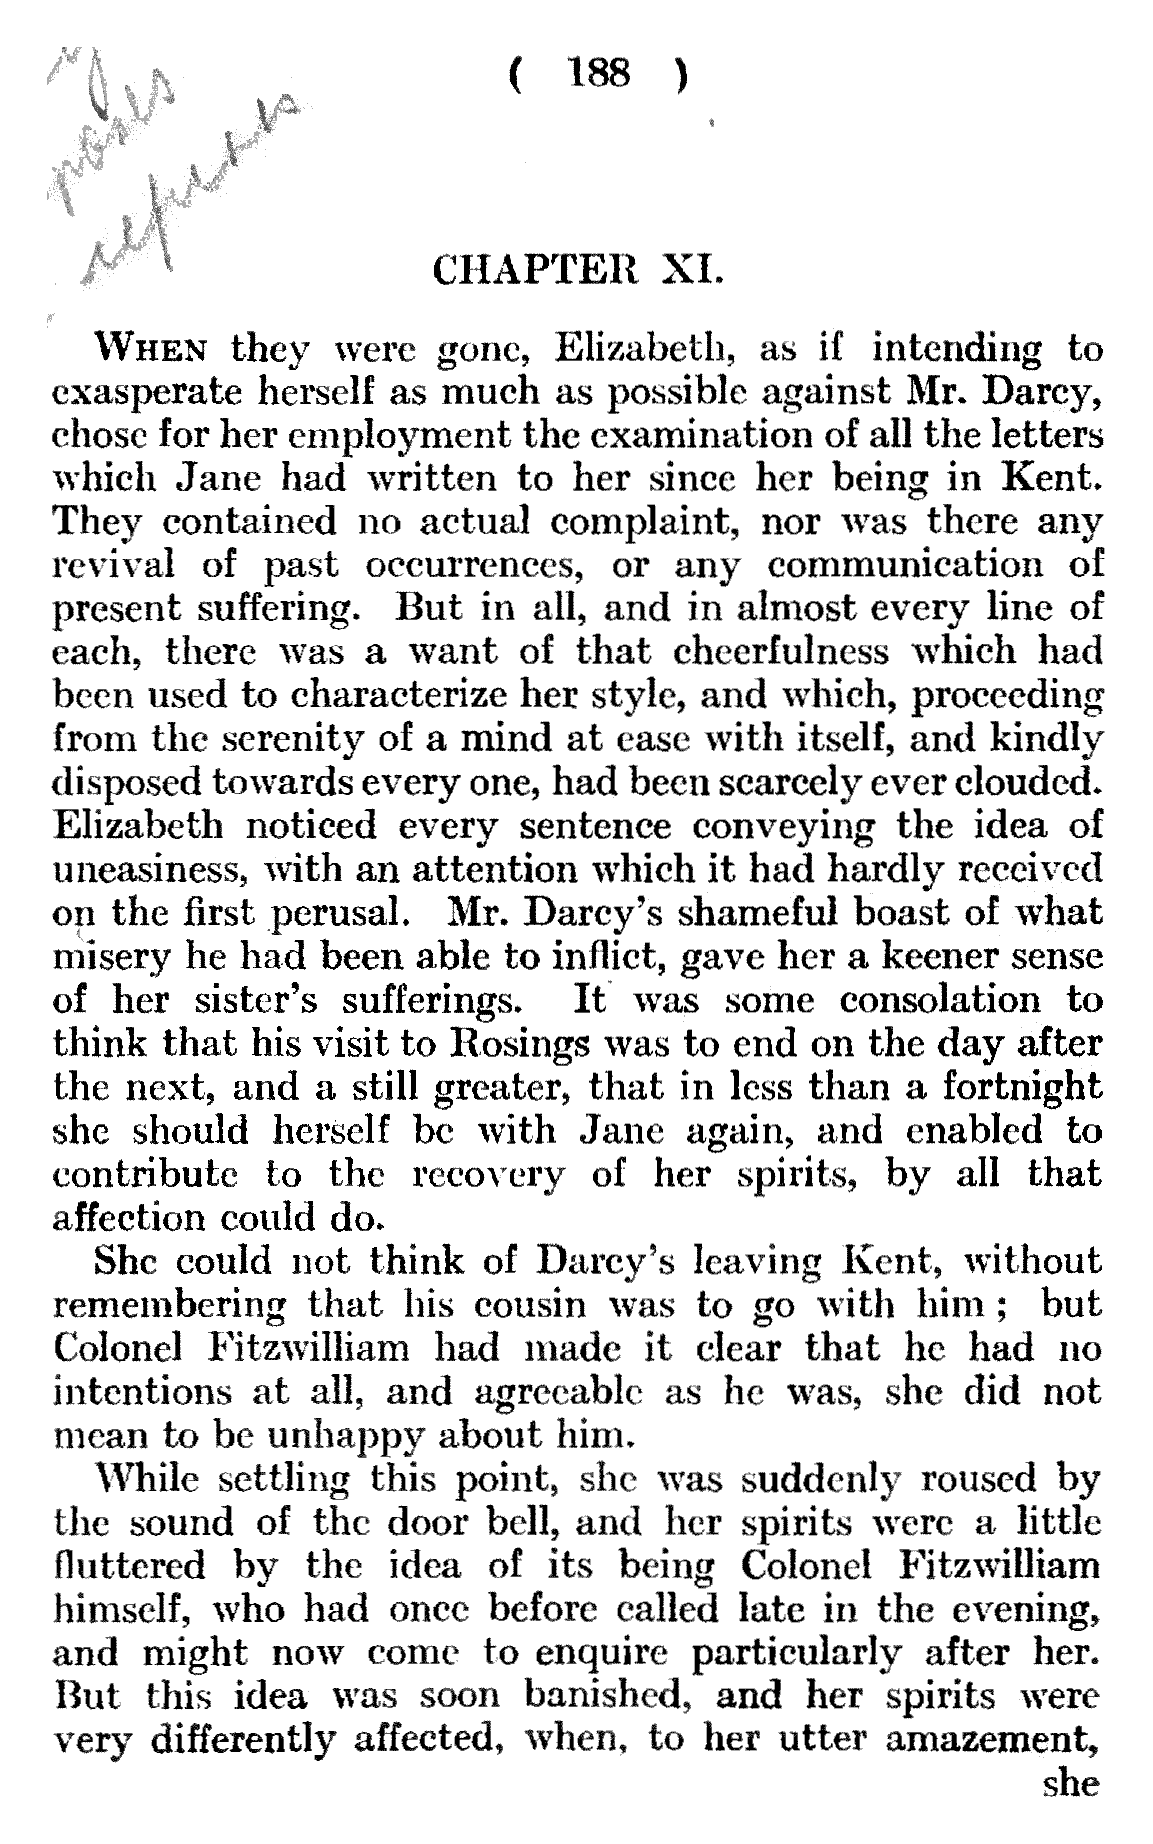 ( 188 )
poses
refuses
CHAPTER XI.
WHEN they were gone, Elizabeth, as if intending to
exasperate herself as much as possible against Mr. Darcy,
chose for her employment the examination of all the letters
which Jane had written to her since her being in Kent.
They contained no actual complaint, nor was there any
revival of past occurrences, or any communication of
present suffering. But in all, and in almost every line of
each, there was a want of that cheerfulness which had
been used to characterize her style, and which, proceeding
from the serenity of a mind at ease with itself, and kindly
disposed towards every one, had been scarcely ever clouded.
Elizabeth noticed every sentence conveying the idea of
uneasiness, with an attention which it had hardly received
on the first perusal. Mr. Darcy's shameful boast of what
misery he had been able to inflict, gave her a keener sense
of her sister's sufferings. It was some consolation to
think that his visit to Rosings was to end on the day after
the next, and a still greater, that in less than a fortnight
she should herself be with Jane again, and enabled to
contribute to the recovery of her spirits, by all that
affection could do.
She could not think of Darcy's leaving Kent, without
remembering that his cousin was to go with him ; but
Colonel Fitzwilliam had made it clear that he had no
intentions at all, and agreeable as he was, she did not
mean to be unhappy about him.
While settling this point, she was suddenly roused by
the sound of the door bell, and her spirits were a little
fluttered by the idea of its being Colonel Fitzwilliam
himself, who had once before called late in the evening,
and might now come to enquire particularly after her.
But this idea was soon banished, and her spirits were
very differently affected, when, to her utter amazement,
she